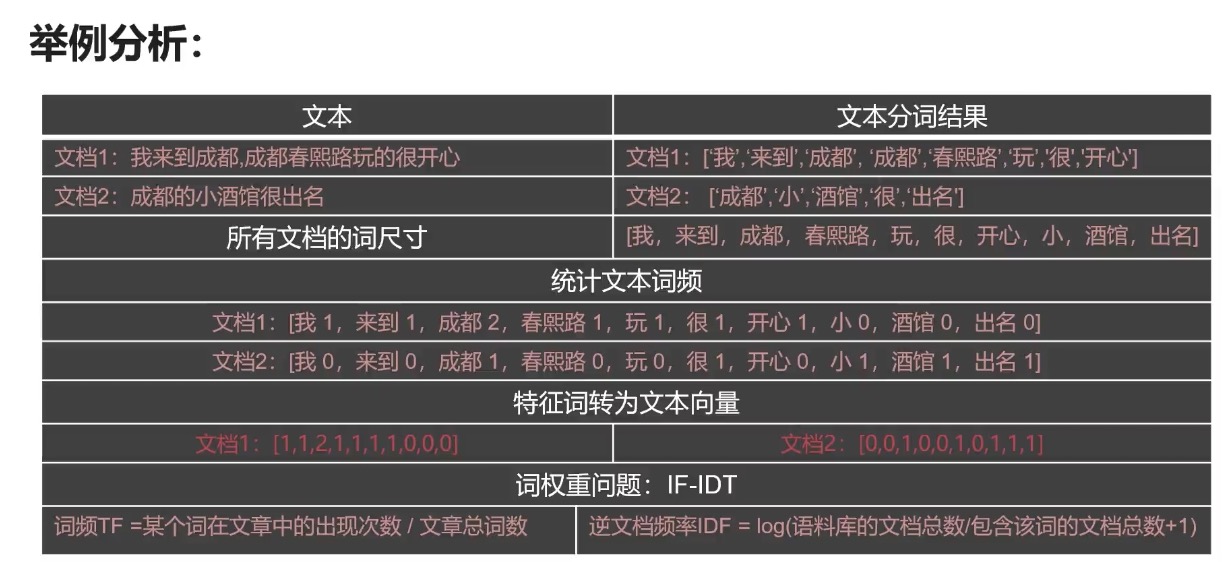 举例分析：
文本
文本分词结果
文档1：我来到成都,成都春熙路玩的很开心
文档1：['我','来到','成都', '成都','春熙路','玩','很','开心']
文档2：成都的小酒馆很出名
文档2： ['成都','小','酒馆','很','出名']
所有文档的词尺寸
[我，来到，成都，春熙路，玩，很，开心，小，酒馆，出名]
统计文本词频
文档1：[我 1，来到 1，成都 2，春熙路 1，玩 1，很 1，开心 1，小 0，酒馆 0，出名 0]
文档2：[我 0，来到 0，成都 1，春熙路 0，玩 0，很 1，开心 0，小 1，酒馆 1，出名 1]
特征词转为文本向量
文档1：[1,1,2,1,1,1,1,0,0,0]
文档2：[0,0,1,0,0,1,0,1,1,1]
词权重问题：IF-IDT
词频TF =某个词在文章中的出现次数 / 文章总词数
逆文档频率IDF = log(语料库的文档总数/包含该词的文档总数+1)